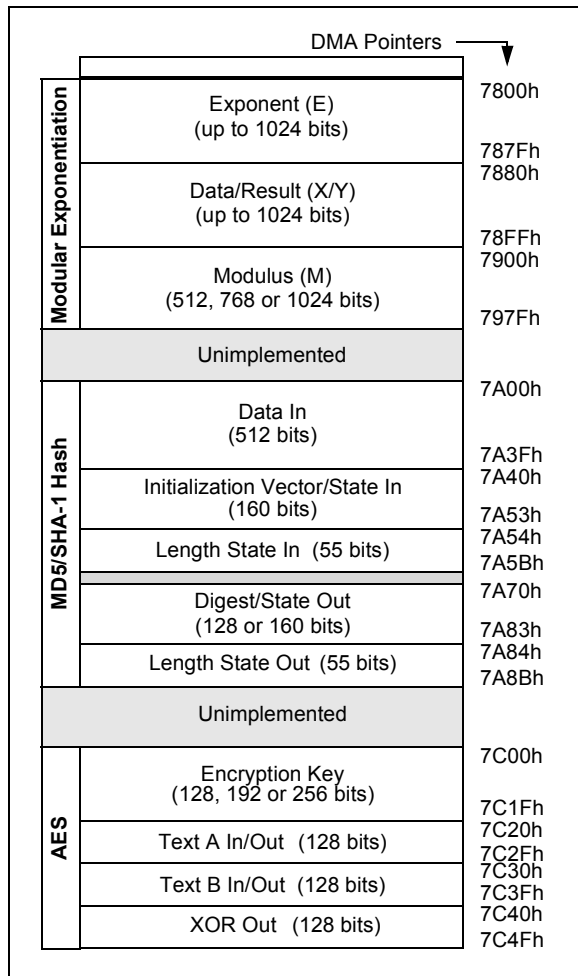 DMA Pointers
Modular Exponentiation
Exponent (E)
(up to 1024 bits)
7800h
787Fh
Data/Result (X/Y)
(up to 1024 bits)
7880h
78FFh
Modulus (M)
(512, 768 or 1024 bits)
7900h
797Fh
Unimplemented
MD5/SHA-1 Hash
Data In
(512 bits)
7A00h
7A3Fh
Initialization Vector/State In
(160 bits)
7A40h
7A53h
Length State In (55 bits)
7A54h
7A5Bh
Digest/State Out
(128 or 160 bits)
7A70h
7A83h
Length State Out (55 bits)
7A84h
7A8Bh
Unimplemented
AES
Encryption Key
(128, 192 or 256 bits)
7C00h
7C1Fh
Text A In/Out (128 bits)
7C20h
7C2Fh
Text B In/Out (128 bits)
7C30h
7C3Fh
XOR Out (128 bits)
7C40h
7C4Fh